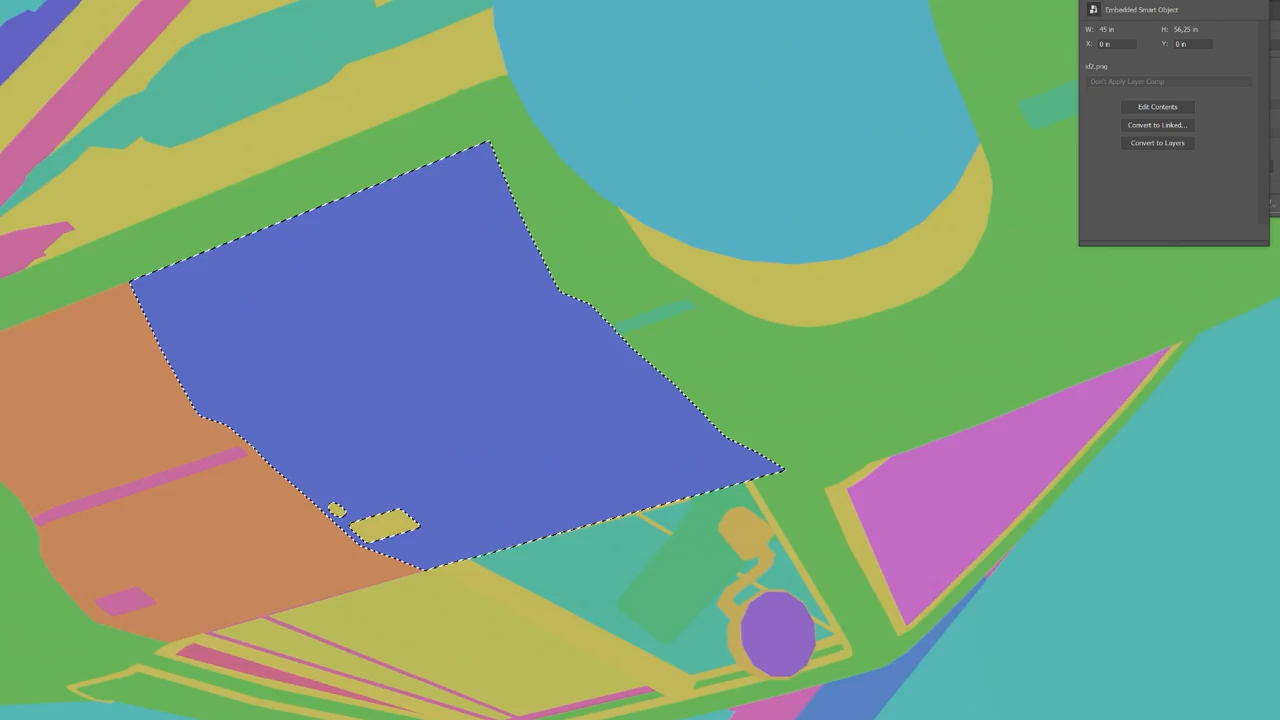 Embedded Smart Object
W: 45 in H: 56,25 in
X: 0 in Y: 0 in
Don't Apply Layer Comp
Edit Contents
Convert to Linked...
Convert to Layers